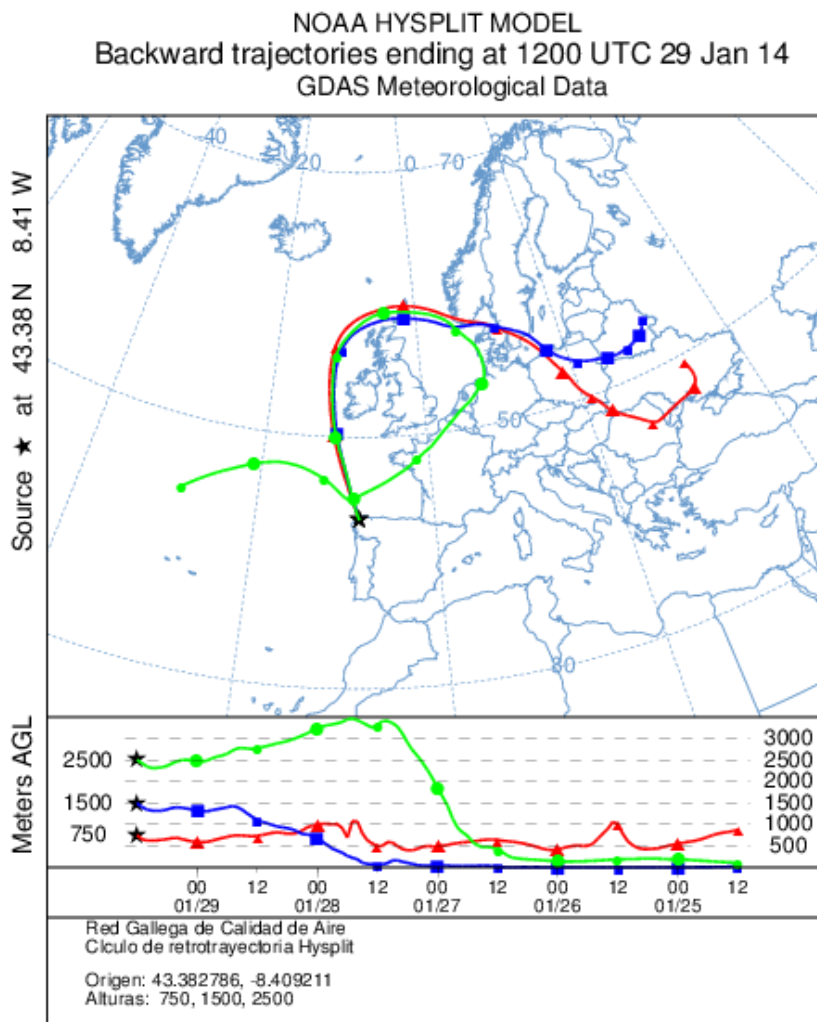 NOAA HYSPLIT MODEL
Backward trajectories ending at 1200 UTC 29 Jan 14
GDAS Meteorological Data
Source ★ at 43.38 N 8.41 W
-40
-20
0
70
50
30
Meters AGL
2500
1500
750
3000
2500
2000
1500
1000
500
00 12 00 12 00 12 00 12 00 12
01/29 01/28 01/27 01/26 01/25
Red Gallega de Calidad de Aire
Clculo de retrotrayectoria Hysplit
Origen: 43.382786, -8.409211
Alturas: 750, 1500, 2500